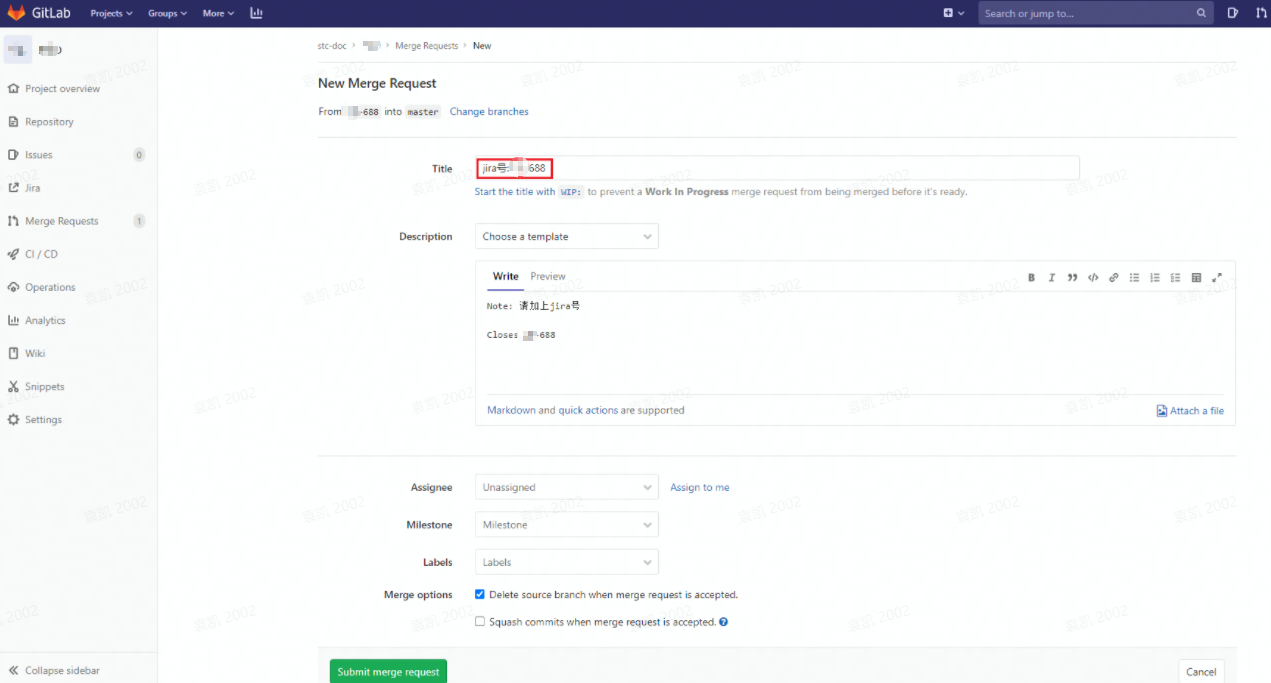 GitLab Projects Groups More Search or jump to...
stc-doc > Merge Requests > New
New Merge Request
From -688 into master Change branches
Project overview
Repository
Issues 0
Jira
Merge Requests 1
CI / CD
Operations
Analytics
Wiki
Snippets
Settings
Collapse sidebar
Title jira号: 688
Start the title with WIP: to prevent a Work In Progress merge request from being merged before it's ready.
Description Choose a template
Write Preview
Note: 请加上jira号
Closes -688
Markdown and quick actions are supported
Attach a file
Assignee Unassigned Assign to me
Milestone Milestone
Labels Labels
Merge options Delete source branch when merge request is accepted.
Squash commits when merge request is accepted.
Submit merge request Cancel
袁凯 2002